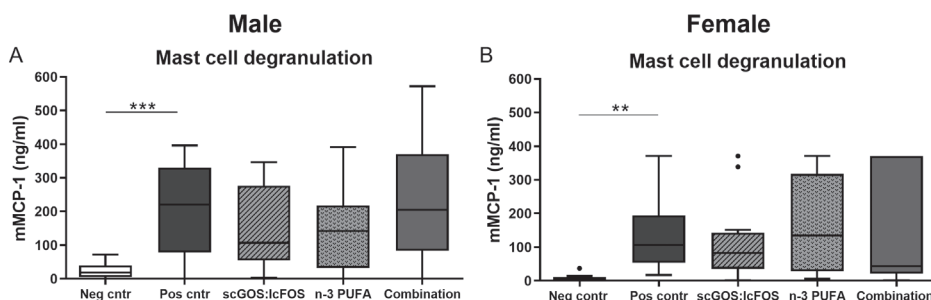 Male
Female
A
Mast cell degranulation
mMCP-1 (ng/ml)
600
500
400
300
200
100
0
***
Neg cntr
Pos cntr
scGOS:lcFOS
n-3 PUFA
Combination
B
Mast cell degranulation
mMCP-1 (ng/ml)
600
500
400
300
200
100
0
**
Neg contr
Pos contr
scGOS:lcFOS
n-3 PUFA
Combination